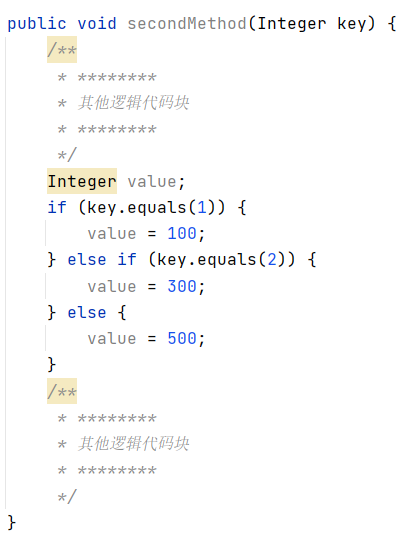 public void secondMethod(Integer key) {
    /**
     * ********
     * 其他逻辑代码块
     * ********
     */
    Integer value;
    if (key.equals(1)) {
        value = 100;
    } else if (key.equals(2)) {
        value = 300;
    } else {
        value = 500;
    }
    /**
     * ********
     * 其他逻辑代码块
     * ********
     */
}